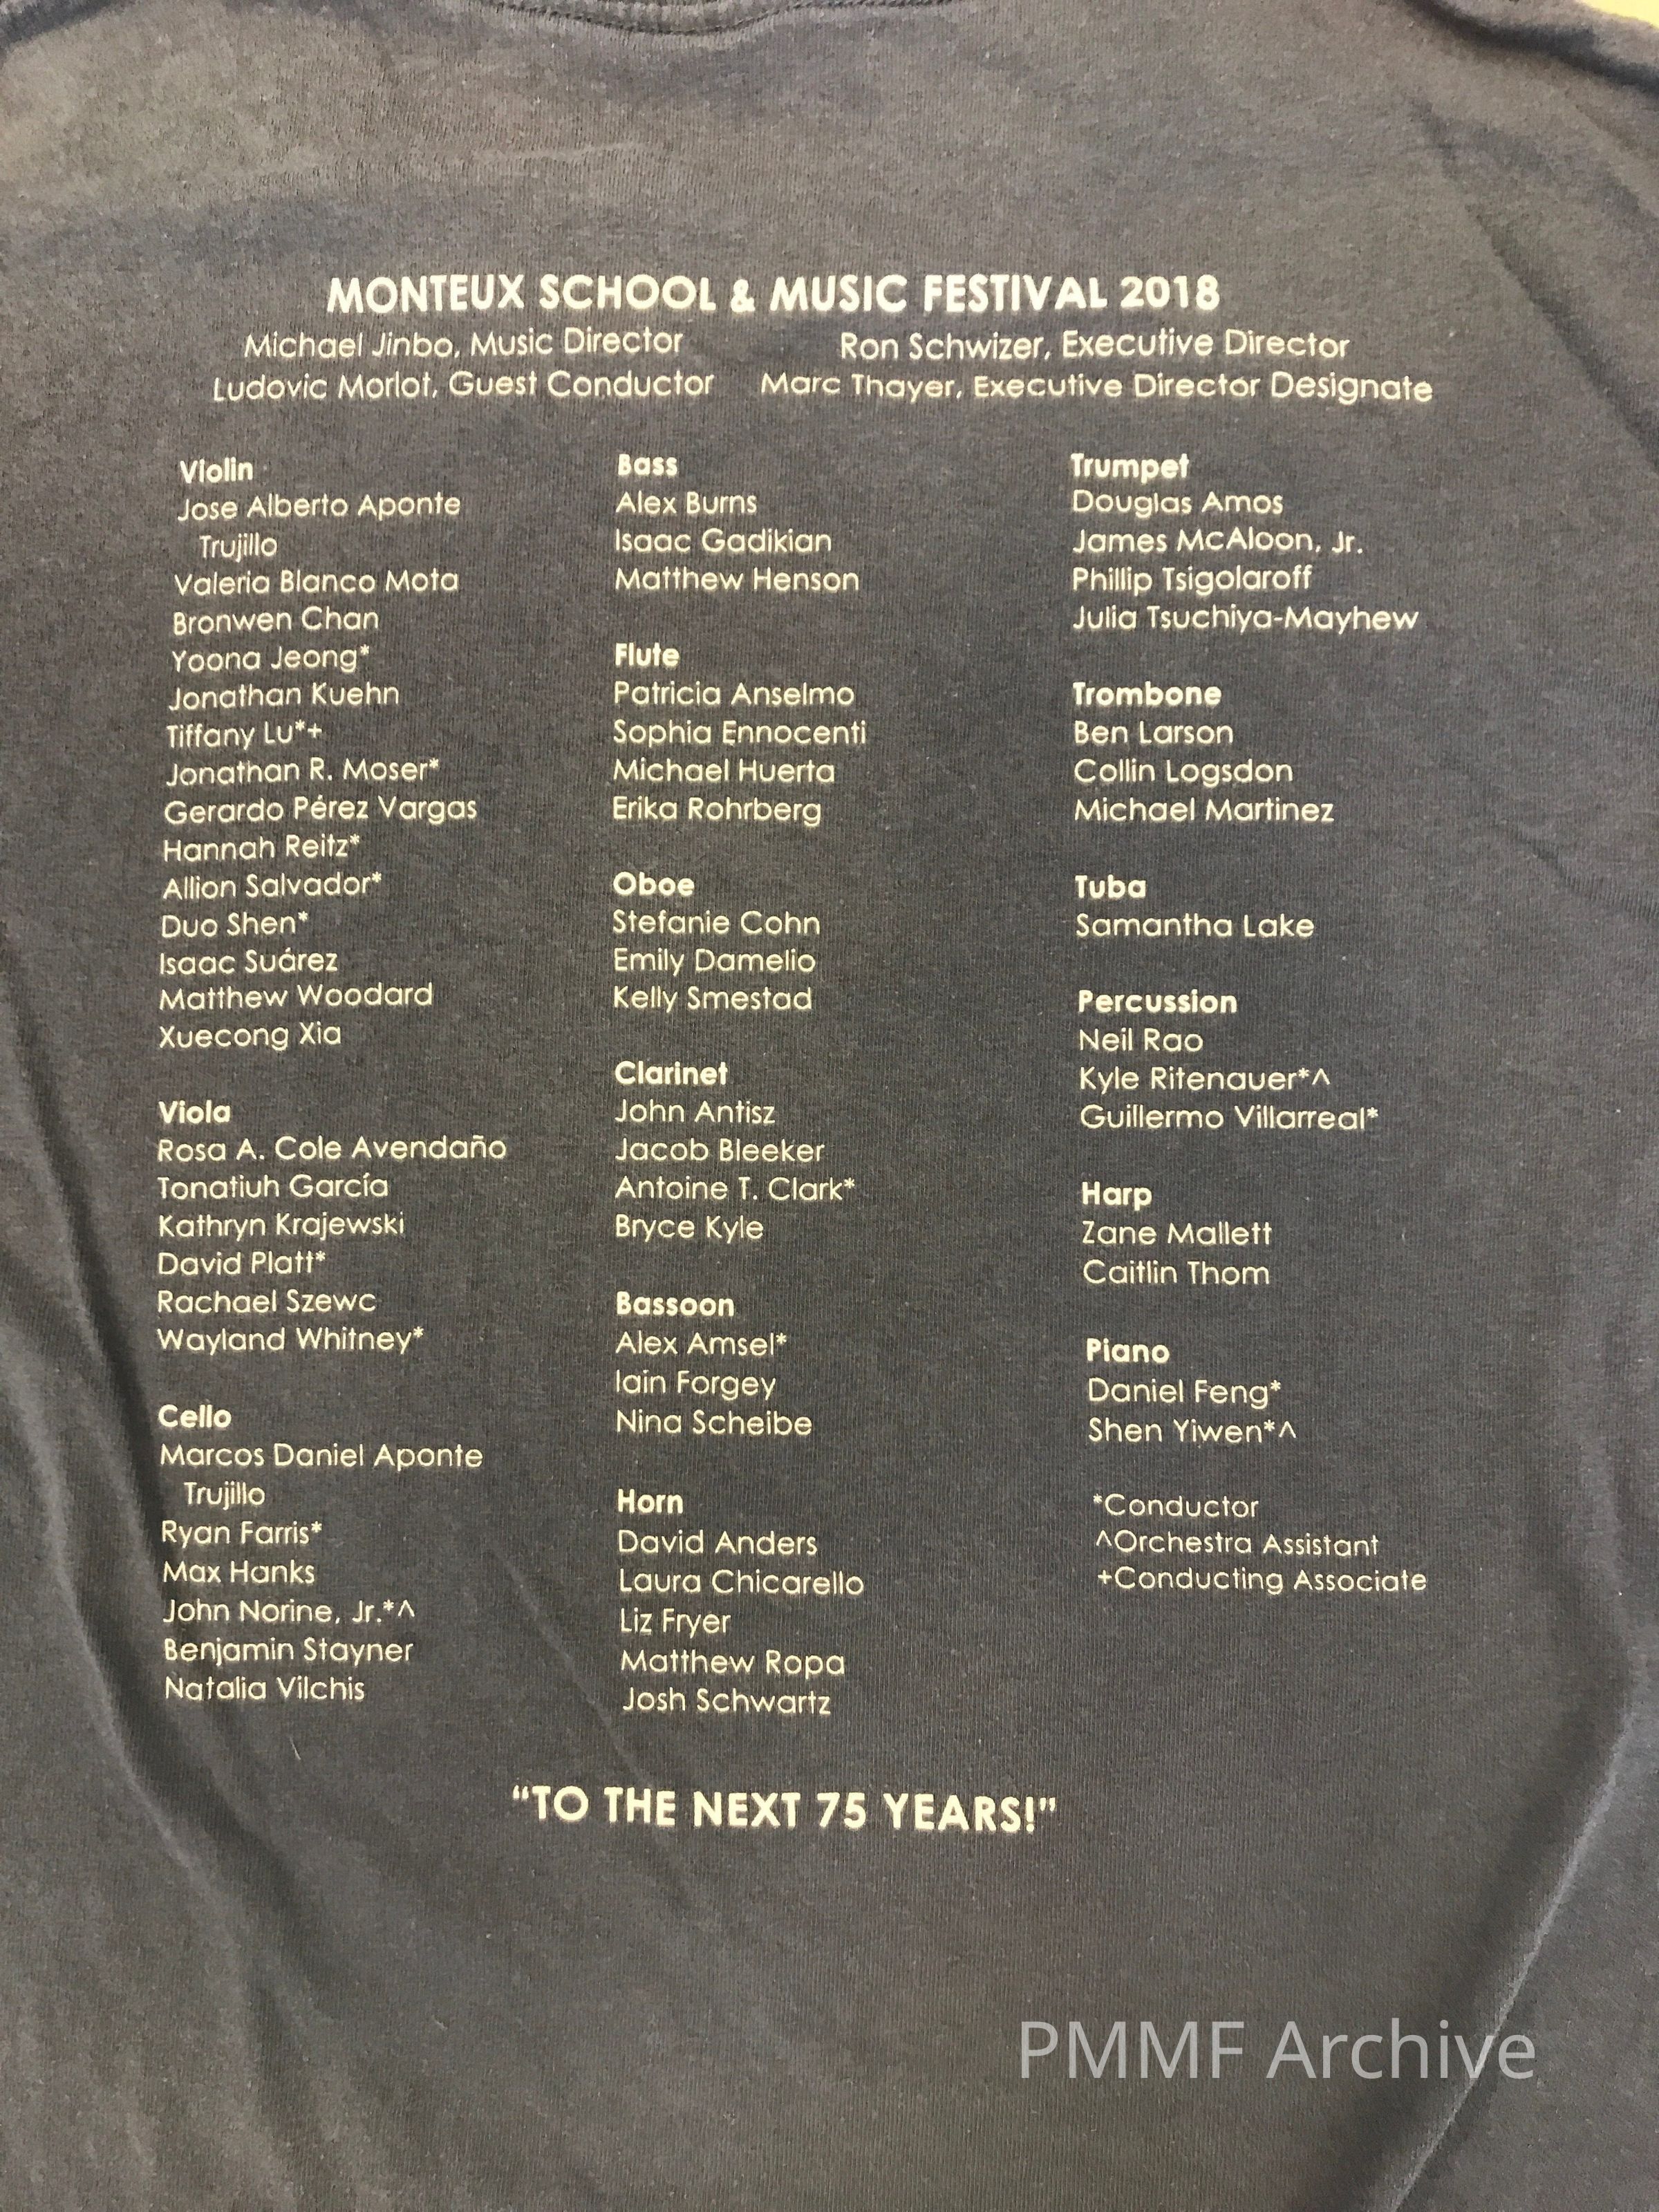 MONTEUX SCHOOL & MUSIC FESTIVAL 2018
Michael Jinbo, Music Director
Ron Schwizer, Executive Director
Ludovic Morlot, Guest Conductor
Marc Thayer, Executive Director Designate
Violin
Jose Alberto Aponte
Trujillo
Valeria Blanco Mota
Bronwen Chan
Yoona Jeong*
Jonathan Kuehn
Tiffany Lu*+
Jonathan R. Moser*
Gerardo Pérez Vargas
Hannah Reitz*
Allion Salvador*
Duo Shen*
Isaac Suárez
Matthew Woodard
Xuecong Xia
Viola
Rosa A. Cole Avendaño
Tonatiuh García
Kathryn Krajewski
David Platt*
Rachael Szewc
Wayland Whitney*
Cello
Marcos Daniel Aponte
Trujillo
Ryan Farris*
Max Hanks
John Norine, Jr.*^
Benjamin Stayner
Natalia Vilchis
Bass
Alex Burns
Isaac Gadikian
Matthew Henson
Flute
Patricia Anselmo
Sophia Ennocenti
Michael Huerta
Erika Rohrberg
Oboe
Stefanie Cohn
Emily Damelio
Kelly Smestad
Clarinet
John Antisz
Jacob Bleeker
Antoine T. Clark*
Bryce Kyle
Bassoon
Alex Amsel*
Iain Forgey
Nina Scheibe
Horn
David Anders
Laura Chicarello
Liz Fryer
Matthew Ropa
Josh Schwartz
Trumpet
Douglas Amos
James McAloon, Jr.
Phillip Tsigolaroff
Julia Tsuchiya-Mayhew
Trombone
Ben Larson
Collin Logsdon
Michael Martinez
Tuba
Samantha Lake
Percussion
Neil Rao
Kyle Ritenauer*^
Guillermo Villarreal*
Harp
Zane Mallett
Caitlin Thom
Piano
Daniel Feng*
Shen Yiwen*^
*Conductor
^Orchestra Assistant
+Conducting Associate
"TO THE NEXT 75 YEARS!"
PMMF Archive